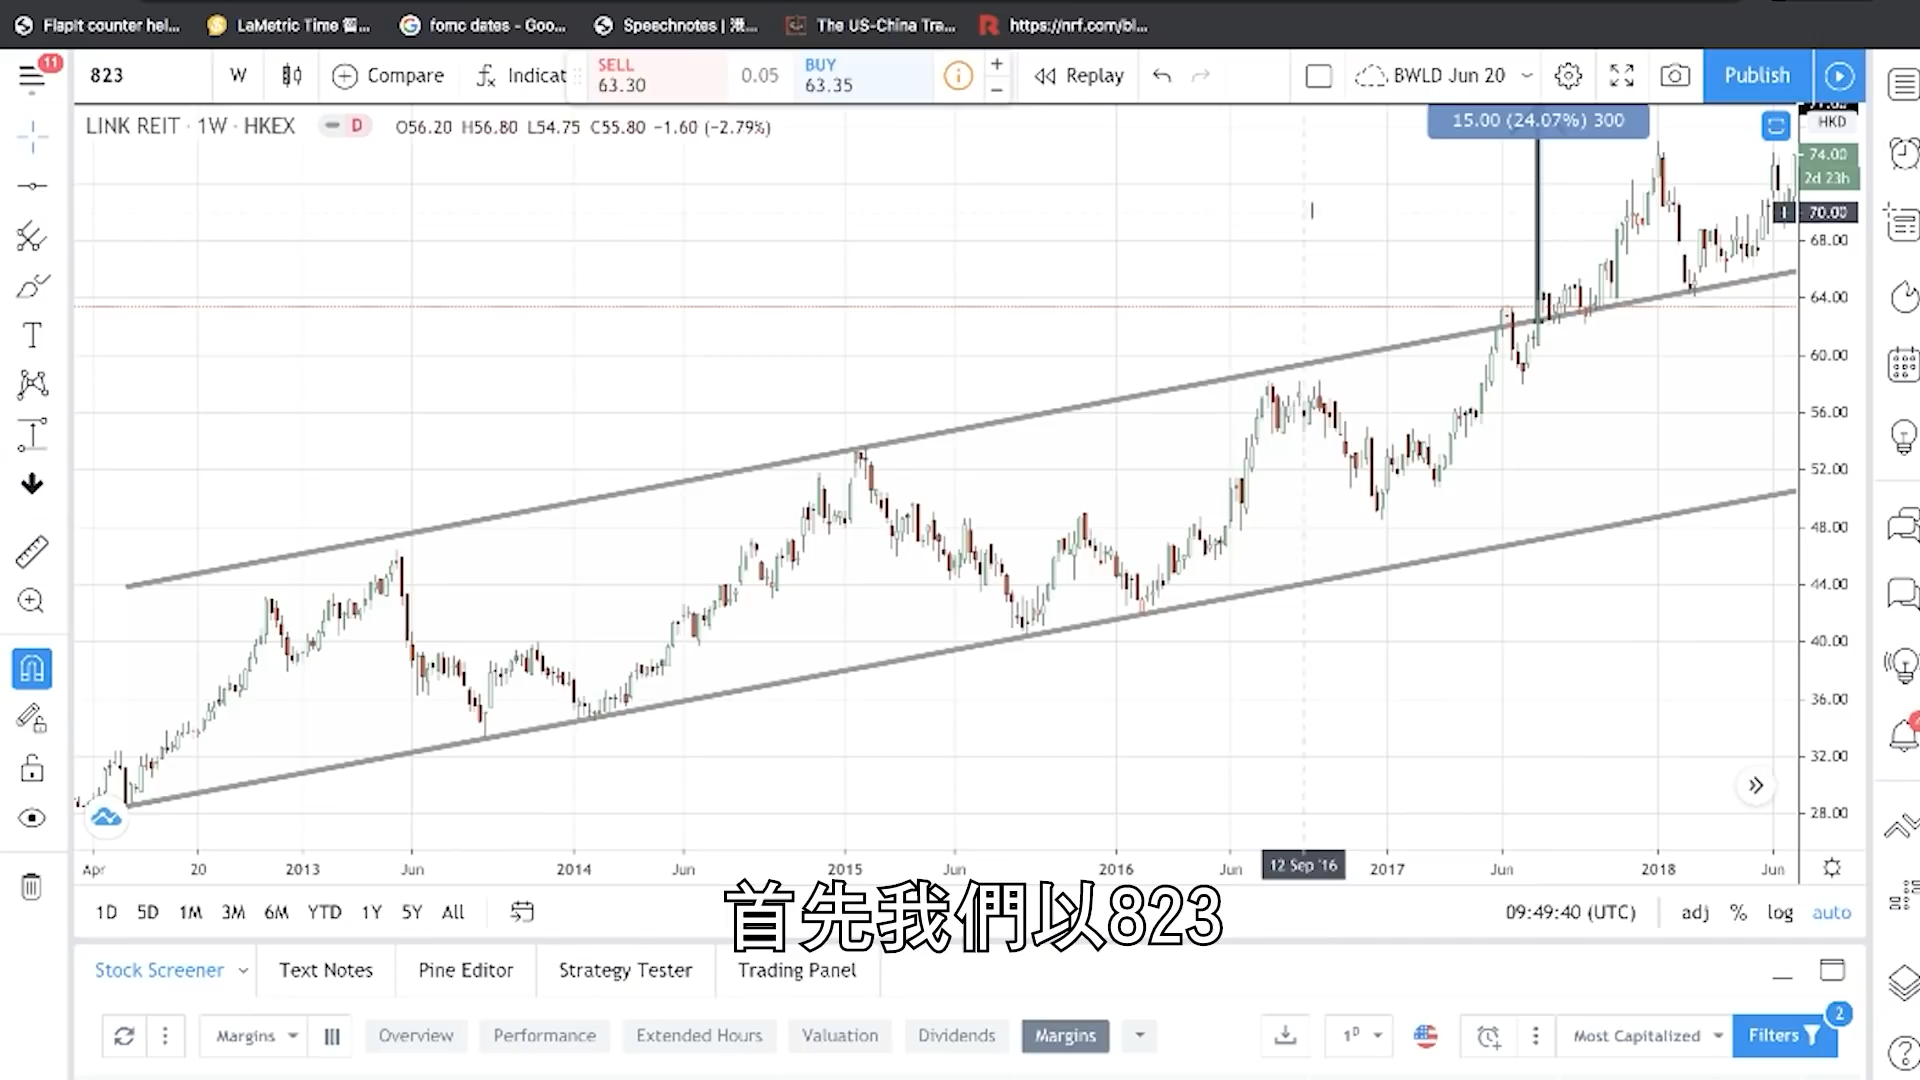 Flapit counter hel...
LaMetric Time 智...
fomc dates - Goo...
Speechnotes | 港...
The US-China Tra...
https://nrf.com/bl...
11
823
W
Compare
Indicat
SELL
63.30
0.05
BUY
63.35
Replay
BWLD Jun 20
Publish
LINK REIT · 1W · HKEX
D
O56.20 H56.80 L54.75 C55.80 −1.60 (−2.79%)
15.00 (24.07%) 300
HKD
74.00
2d 23h
70.00
68.00
64.00
60.00
56.00
52.00
48.00
44.00
40.00
36.00
32.00
28.00
Apr
20
2013
Jun
2014
Jun
2015
Jun
2016
Jun
12 Sep '16
2017
Jun
2018
Jun
1D 5D 1M 3M 6M YTD 1Y 5Y All
09:49:40 (UTC)
adj % log auto
首先我們以823
Stock Screener
Text Notes
Pine Editor
Strategy Tester
Trading Panel
Margins
Overview
Performance
Extended Hours
Valuation
Dividends
Margins
1D
Most Capitalized
Filters
2